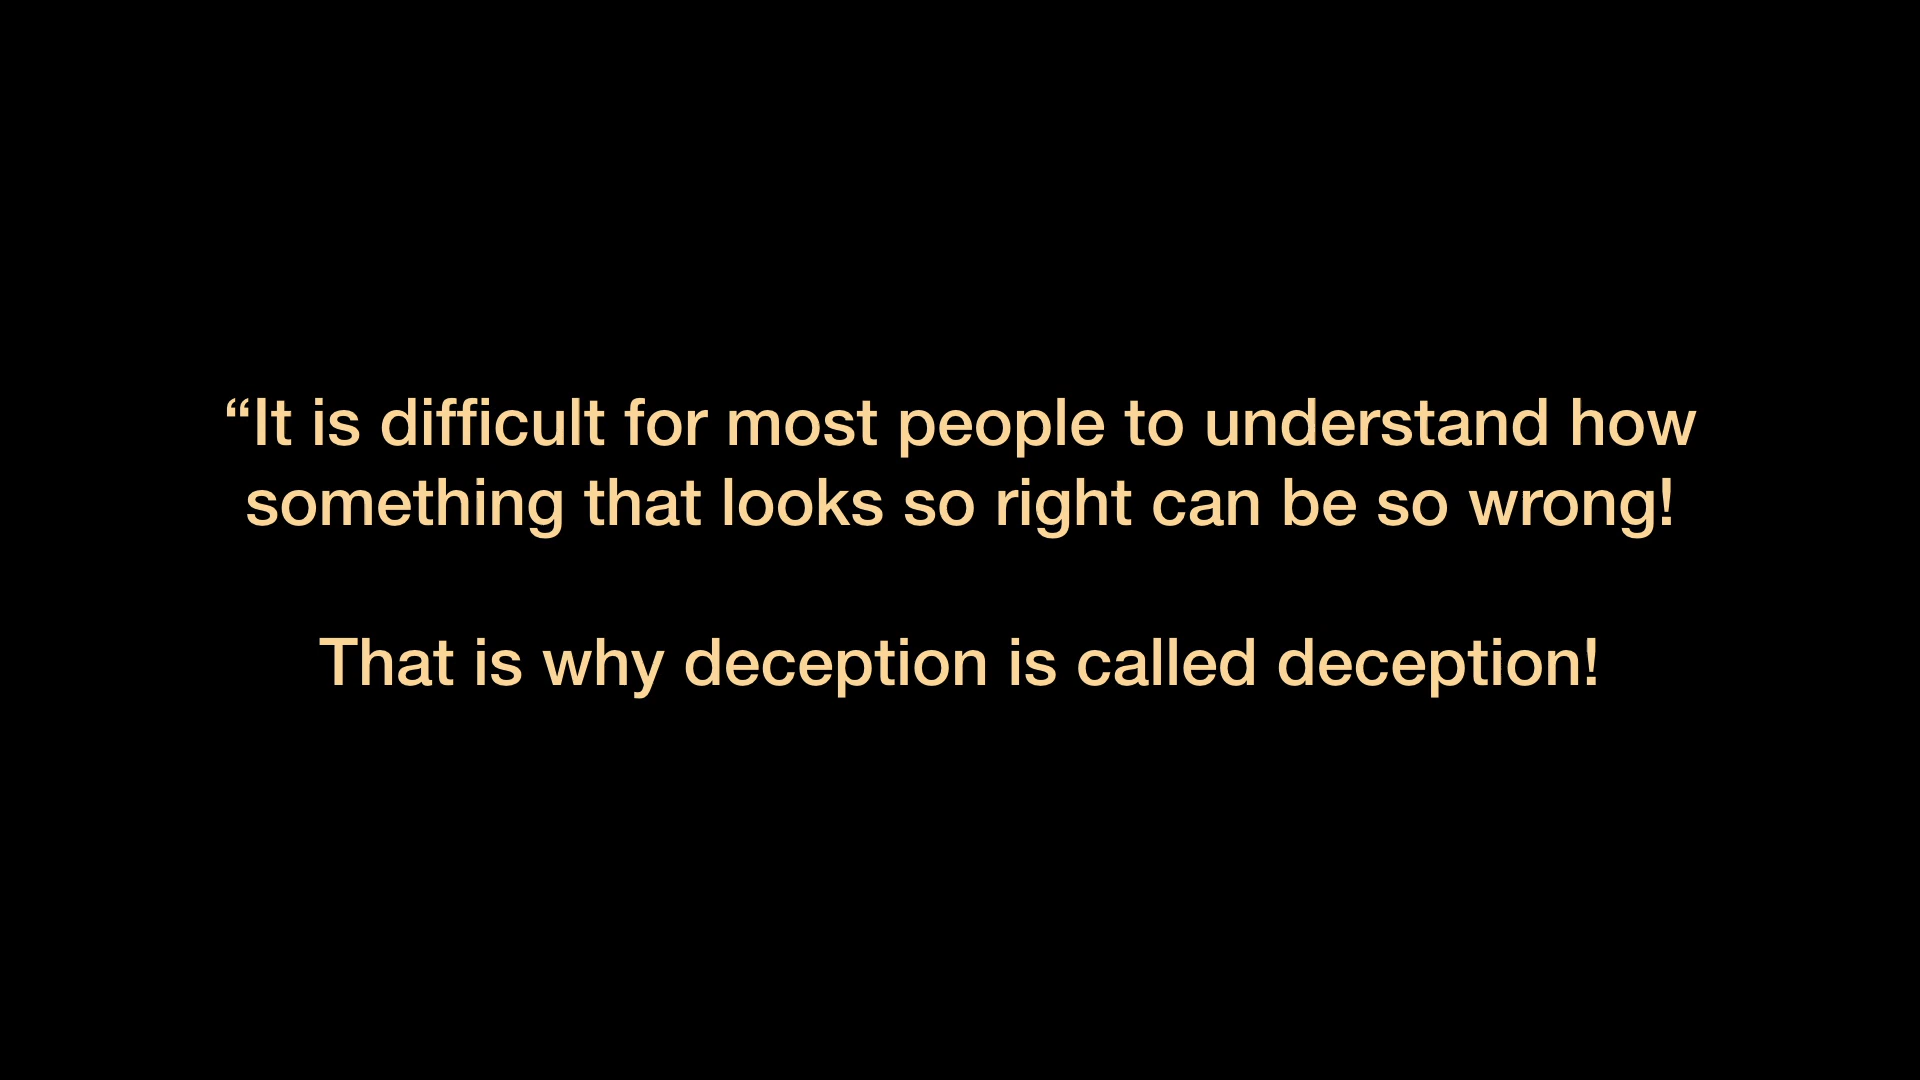 “It is difficult for most people to understand how
something that looks so right can be so wrong!
That is why deception is called deception!